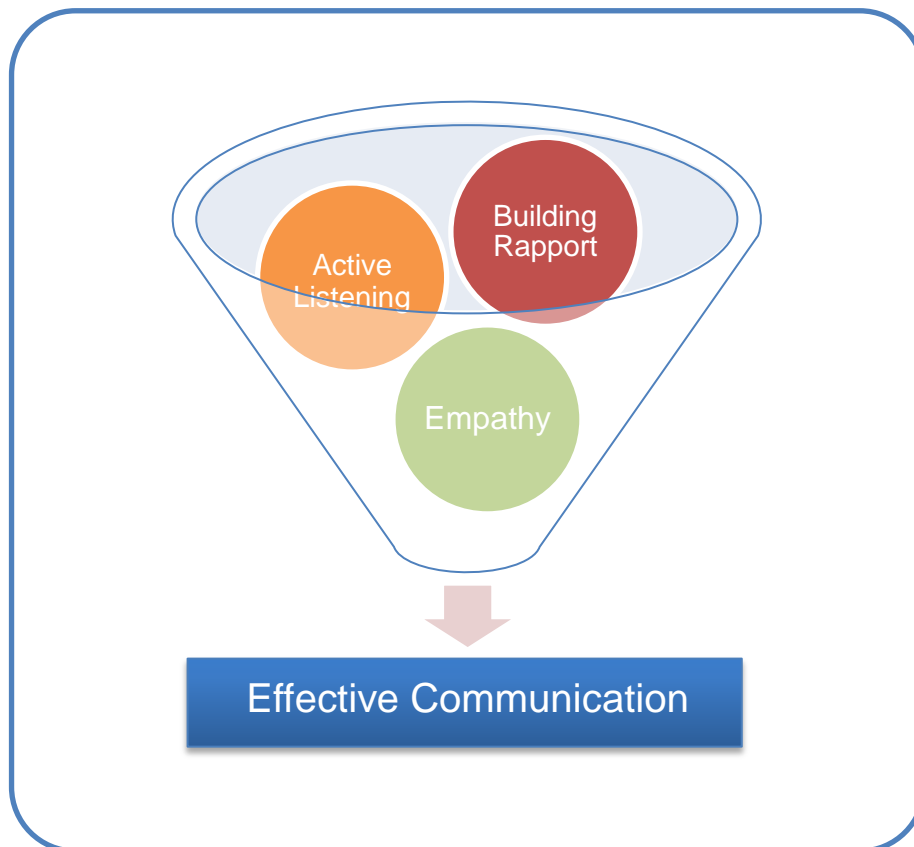 Building
Rapport
Active
Listening
Empathy
Effective Communication